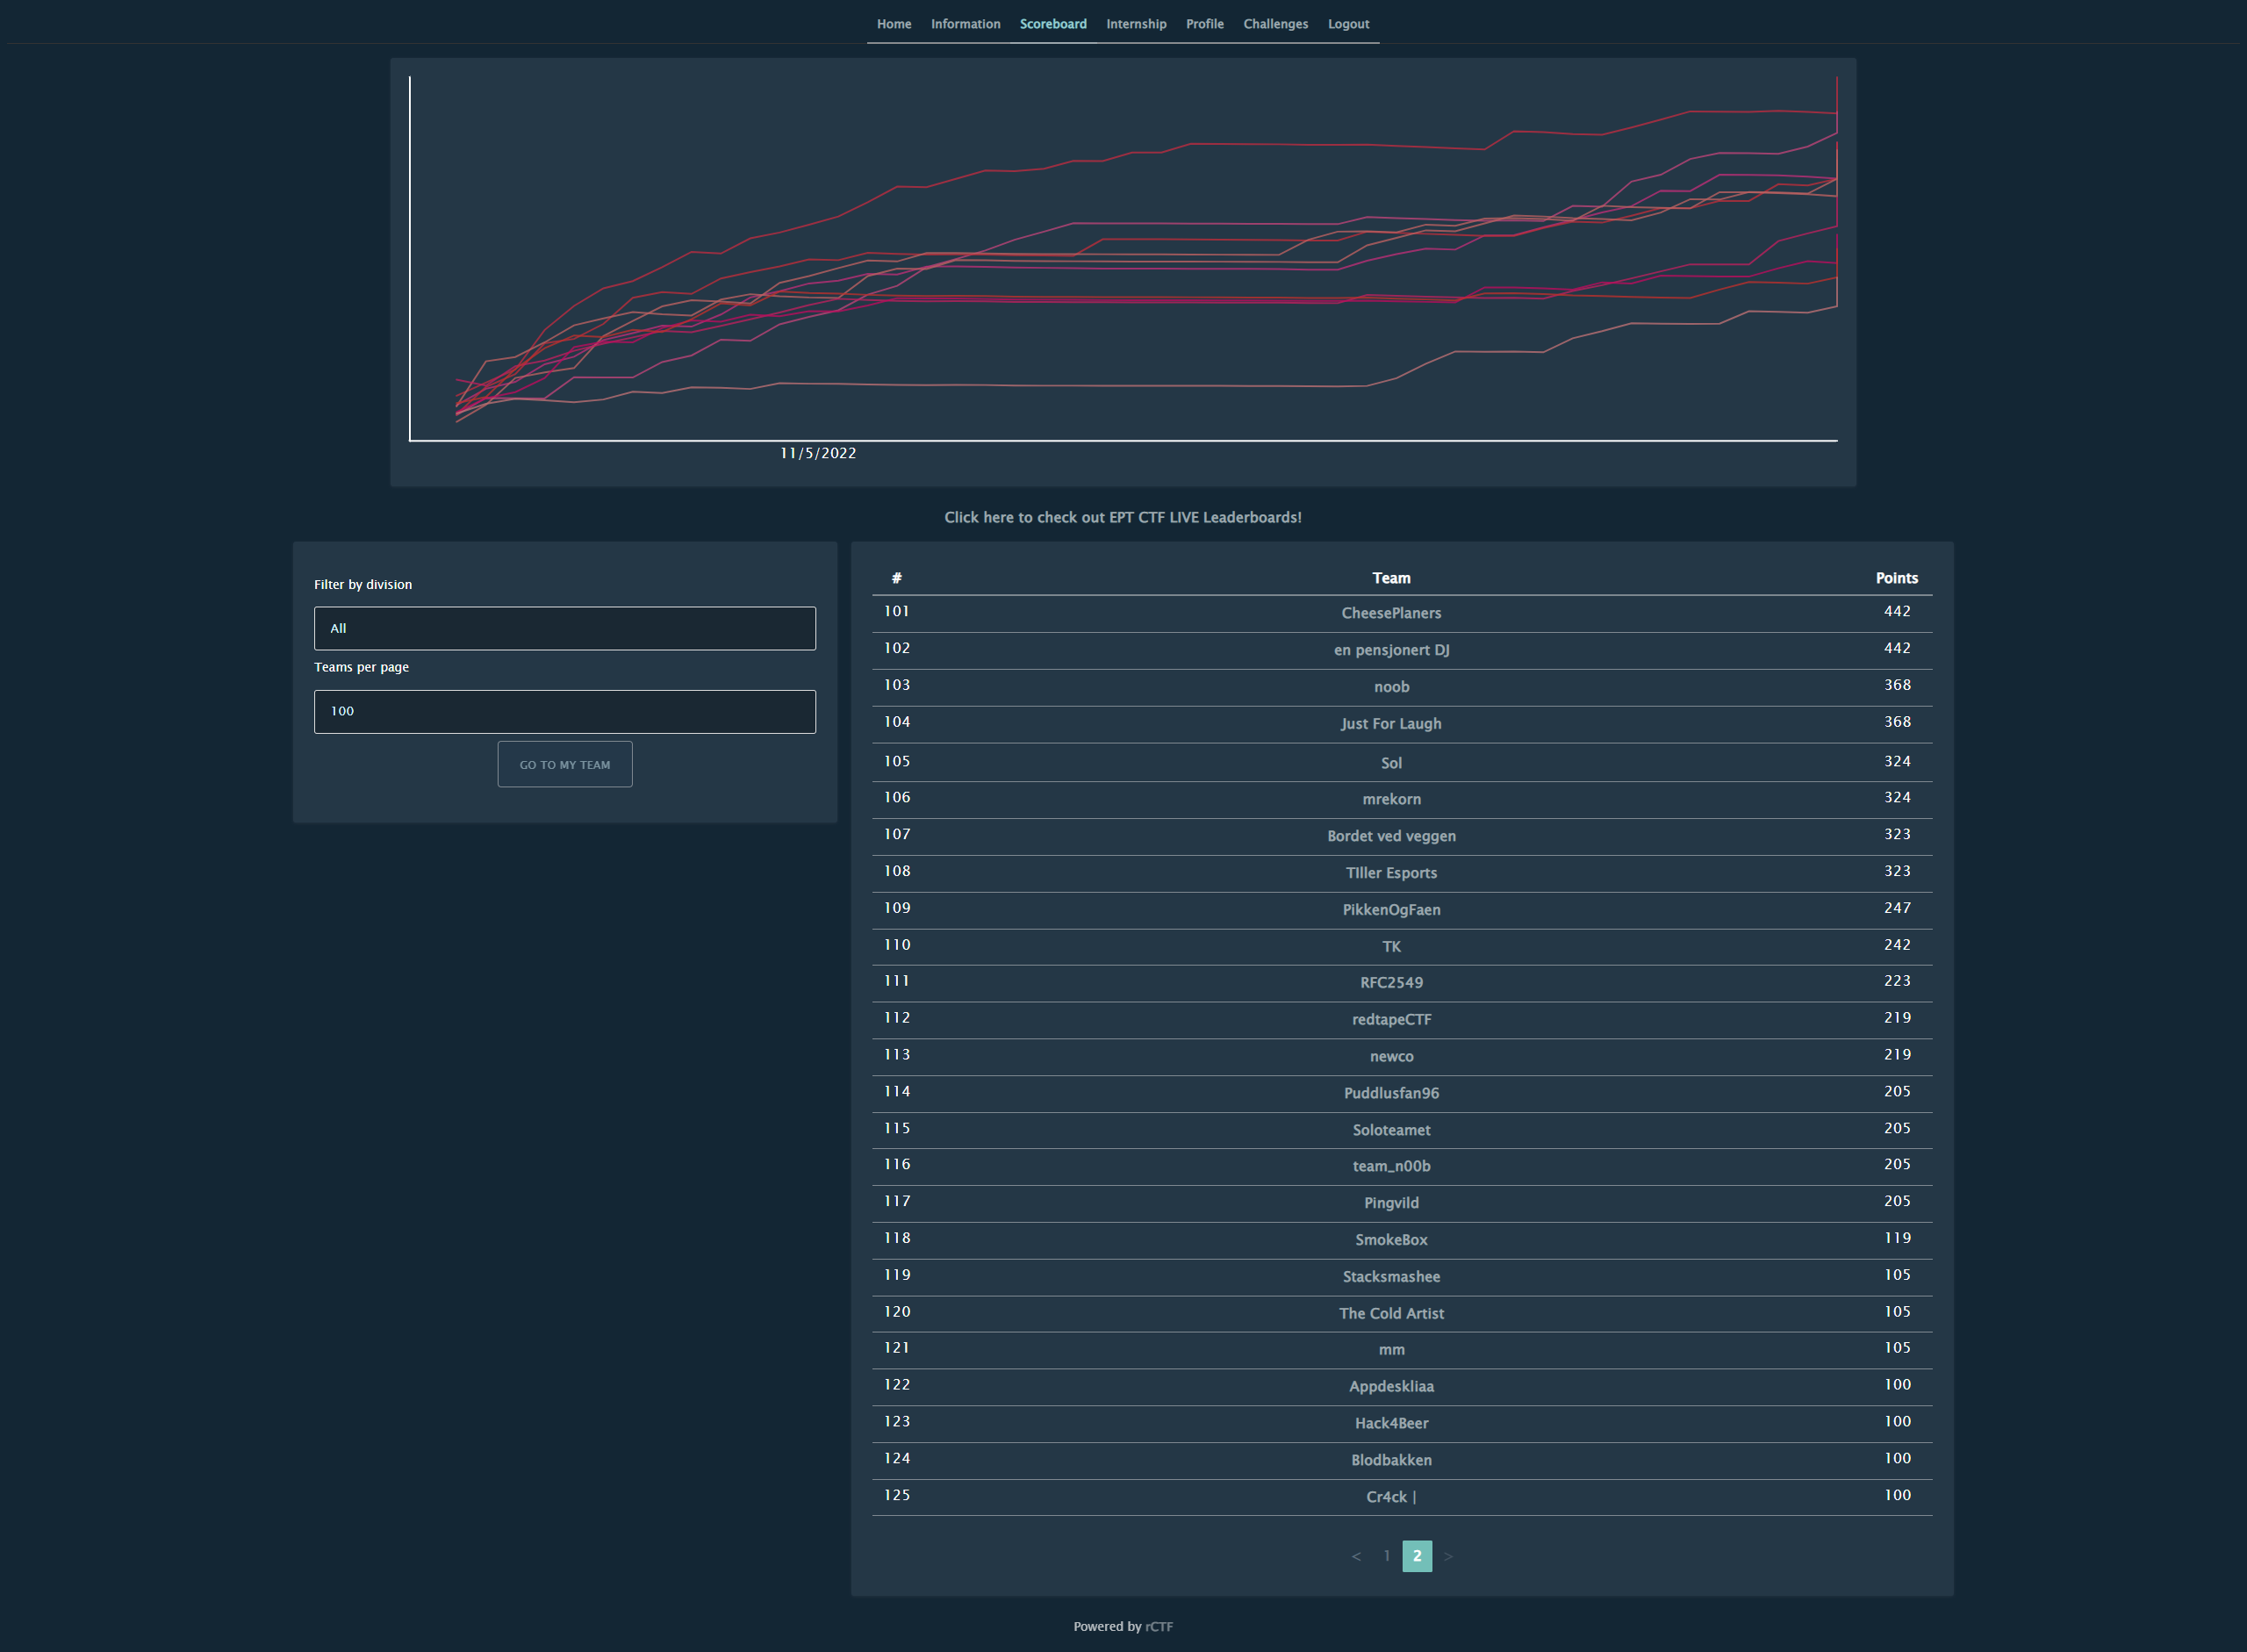 Home Information Scoreboard Internship Profile Challenges Logout
11/5/2022
Click here to check out EPT CTF LIVE Leaderboards!
Filter by division
All
Teams per page
100
GO TO MY TEAM
# Team Points
101 CheesePlaners 442
102 en pensjonert DJ 442
103 noob 368
104 Just For Laugh 368
105 Sol 324
106 mrekorn 324
107 Bordet ved veggen 323
108 TIller Esports 323
109 PikkenOgFaen 247
110 TK 242
111 RFC2549 223
112 redtapeCTF 219
113 newco 219
114 Puddlusfan96 205
115 Soloteamet 205
116 team_n00b 205
117 Pingvild 205
118 SmokeBox 119
119 Stacksmashee 105
120 The Cold Artist 105
121 mm 105
122 Appdeskliaa 100
123 Hack4Beer 100
124 Blodbakken 100
125 Cr4ck | 100
< 1 2 >
Powered by rCTF